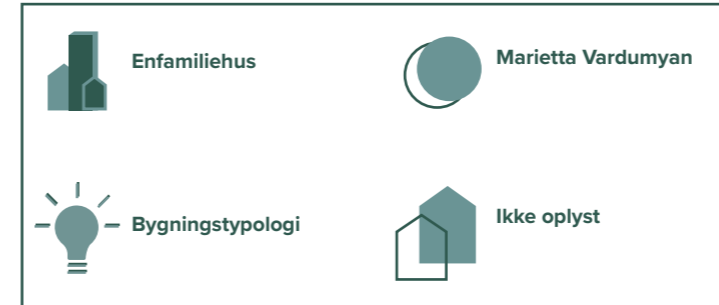 Enfamiliehus
Marietta Vardumyan
Bygningstypologi
Ikke oplyst